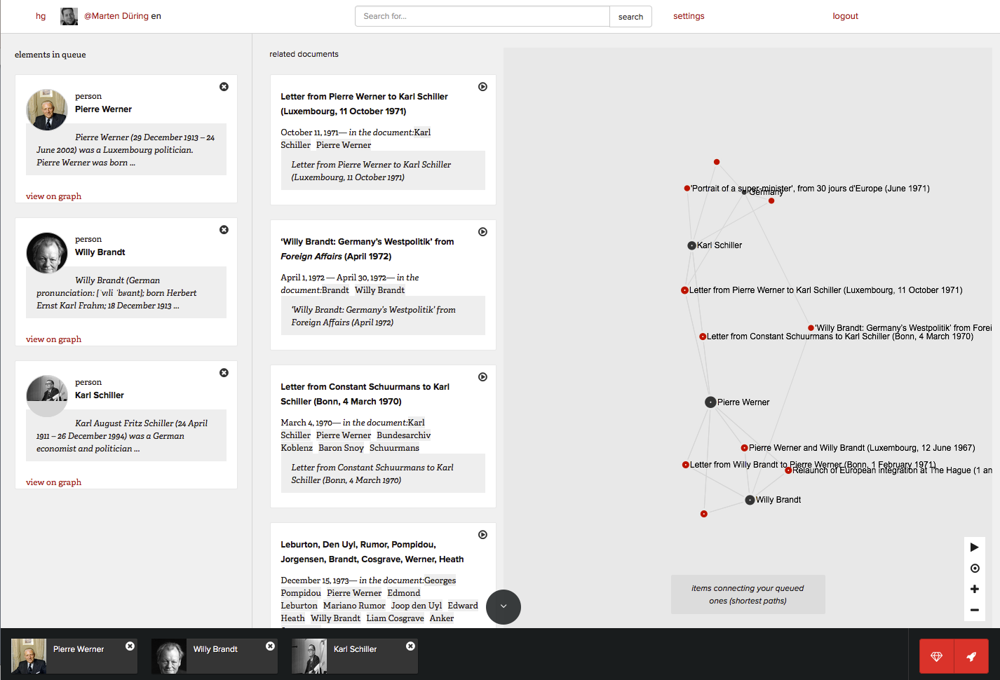 hg @Marten Düring en Search for... search settings logout
elements in queue
person
Pierre Werner
Pierre Werner (29 December 1913 – 24
June 2002) was a Luxembourg politician.
Pierre Werner was born ...
view on graph
person
Willy Brandt
Willy Brandt (German
pronunciation: [ˈvɪli ˈbʁant]; born Herbert
Ernst Karl Frahm; 18 December 1913 ...
view on graph
person
Karl Schiller
Karl August Fritz Schiller (24 April
1911 – 26 December 1994) was a German
economist and politician ...
view on graph
related documents
Letter from Pierre Werner to Karl Schiller
(Luxembourg, 11 October 1971)
October 11, 1971— in the document:Karl
Schiller Pierre Werner
Letter from Pierre Werner to Karl Schiller
(Luxembourg, 11 October 1971)
‘Willy Brandt: Germany’s Westpolitik’ from
Foreign Affairs (April 1972)
April 1, 1972 — April 30, 1972— in the
document:Brandt Willy Brandt
‘Willy Brandt: Germany’s Westpolitik’ from
Foreign Affairs (April 1972)
Letter from Constant Schuurmans to Karl
Schiller (Bonn, 4 March 1970)
March 4, 1970— in the document:Karl
Schiller Pierre Werner Bundesarchiv
Koblenz Baron Snoy Schuurmans
Letter from Constant Schuurmans to Karl
Schiller (Bonn, 4 March 1970)
Leburton, Den Uyl, Rumor, Pompidou,
Jorgensen, Brandt, Cosgrave, Werner, Heath
December 15, 1973— in the document:Georges
Pompidou Pierre Werner Edmond
Leburton Mariano Rumor Joop den Uyl Edward
Heath Willy Brandt Liam Cosgrave Anker
'Portrait of a super-minister', from 30 jours d'Europe (June 1971)
Germany
Karl Schiller
Letter from Pierre Werner to Karl Schiller (Luxembourg, 11 October 1971)
'Willy Brandt: Germany's Westpolitik' from Forei
Letter from Constant Schuurmans to Karl Schiller (Bonn, 4 March 1970)
Pierre Werner
Pierre Werner and Willy Brandt (Luxembourg, 12 June 1967)
Letter from Willy Brandt to Pierre Werner (Bonn, 1 February 1971)
Relaunch of European integration at The Hague (1 an
Willy Brandt
items connecting your queued
ones (shortest paths)
Pierre Werner Willy Brandt Karl Schiller